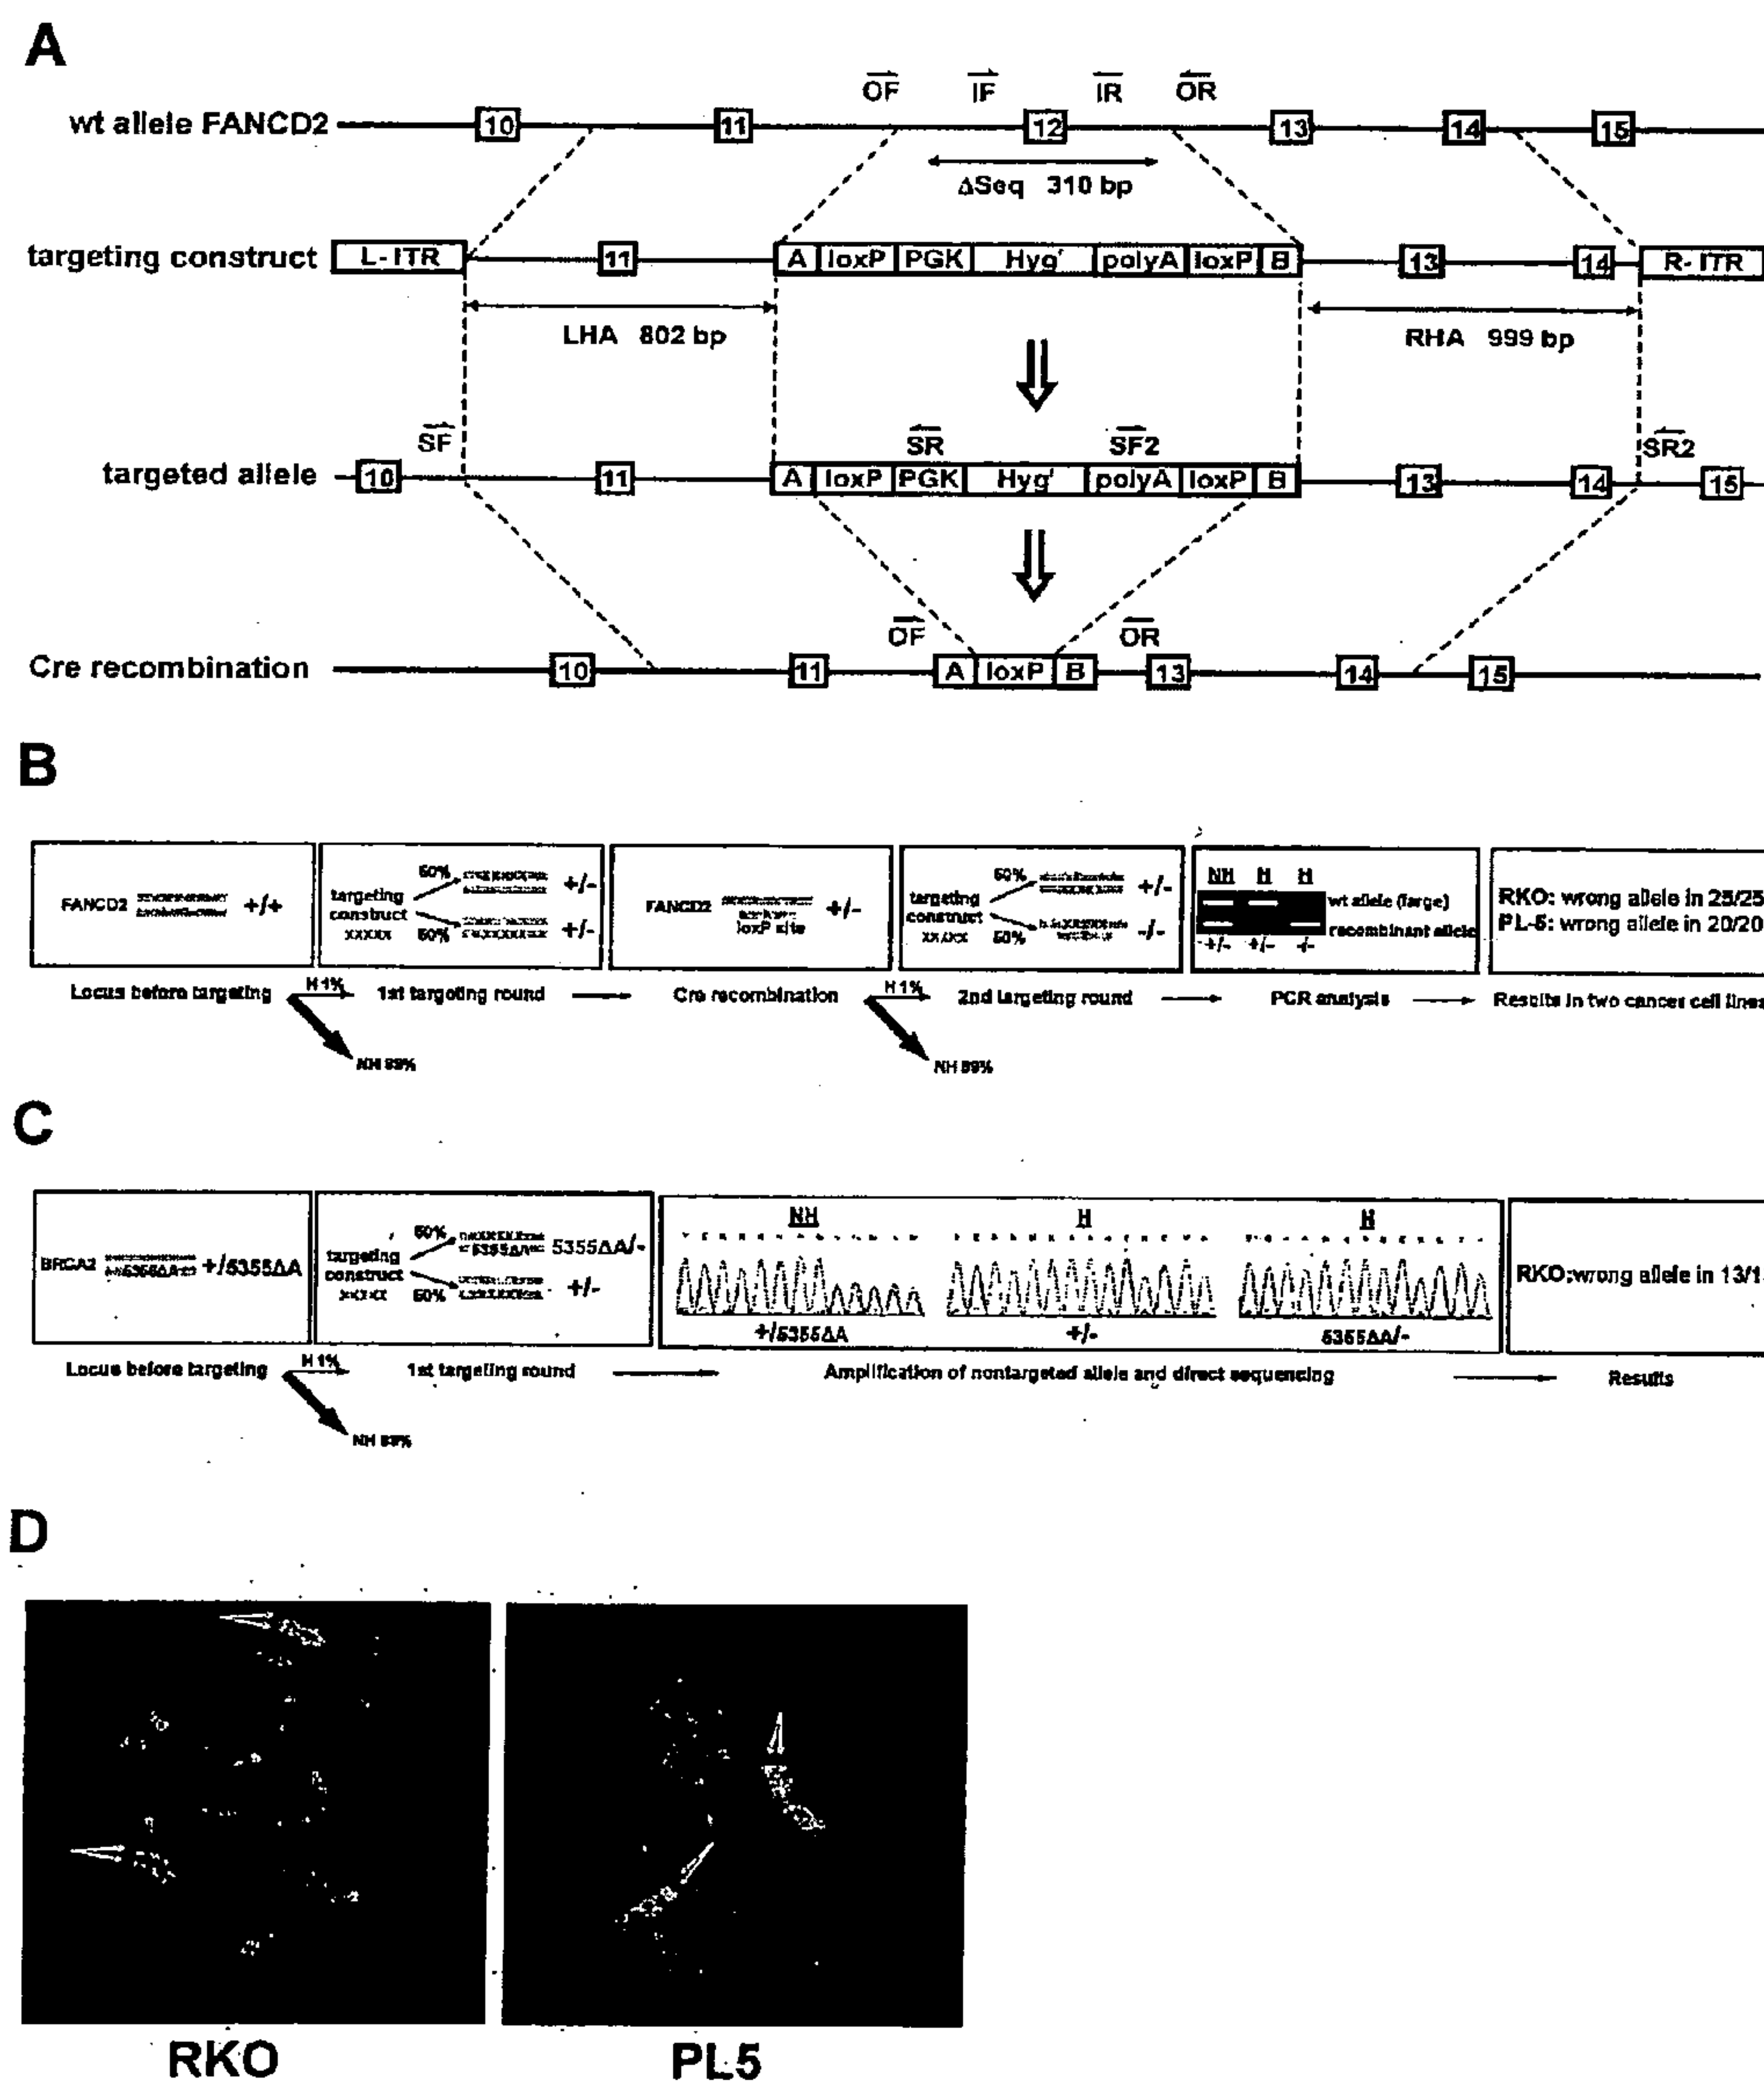 A
OF IF IR OR
wt allele FANCD2 10 11 12 13 14 15
ΔSeq 310 bp
targeting construct L-ITR 11 A loxP PGK Hyg^r polyA loxP B 13 14 R-ITR
LHA 802 bp RHA 999 bp
SF SR SF2 SR2
targeted allele 10 11 A loxP PGK Hyg^r polyA loxP B 13 14 15
OF OR
Cre recombination 10 11 A loxP B 13 14 15
B
FANCD2 +/+
targeting construct xxxxx
50% +/-
50% +/-
FANCD2 +/-
loxP site
targeting construct
50% +/-
50% -/-
NH H H
wt allele (large)
recombinant allele
+/- +/- -/-
RKO: wrong allele in 25/25
PL-5: wrong allele in 20/20
Locus before targeting H 1% 1st targeting round Cre recombination H 1% 2nd targeting round PCR analysis Results in two cancer cell lines
NH 99% NH 99%
C
BRCA2 +/5355ΔA
targeting construct
50% 5355ΔA 5355ΔA/-
50% +/-
NH H H
+/5355ΔA +/- 5355ΔA/-
RKO:wrong allele in 13/1
Locus before targeting H 1% 1st targeting round Amplification of nontargeted allele and direct sequencing Results
NH 99%
D
RKO PL5